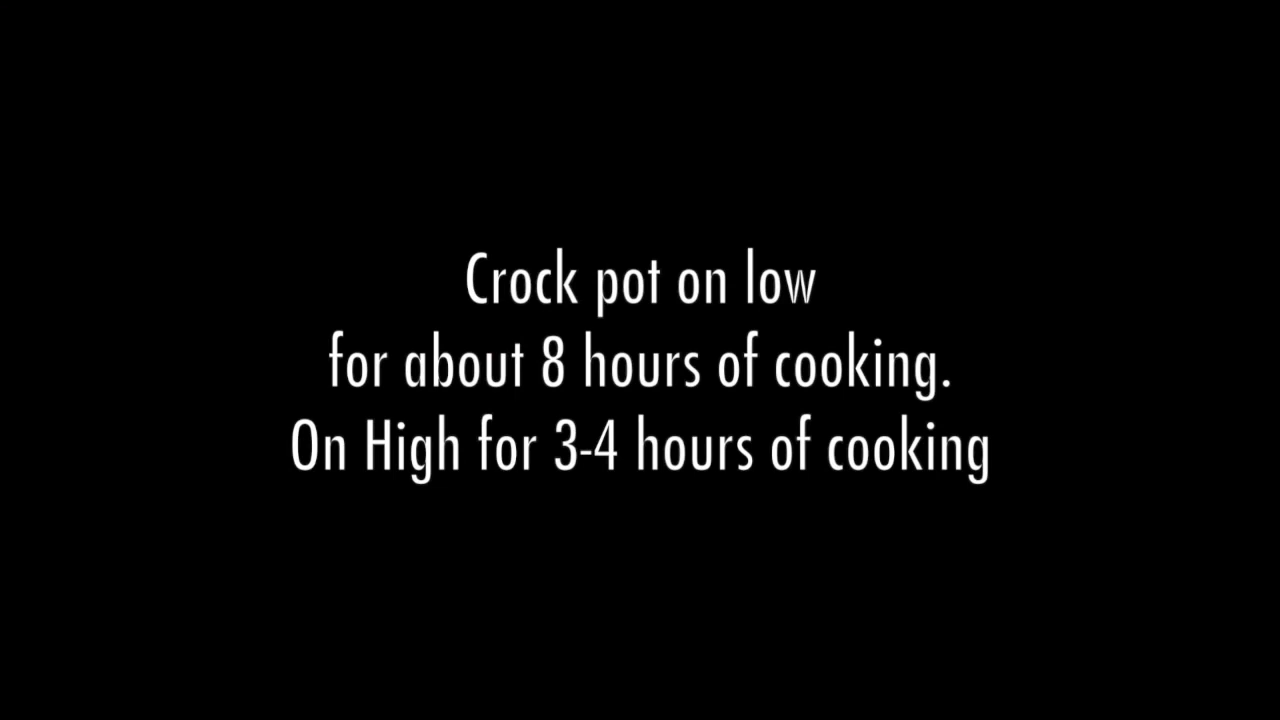 Crock pot on low
for about 8 hours of cooking.
On High for 3-4 hours of cooking